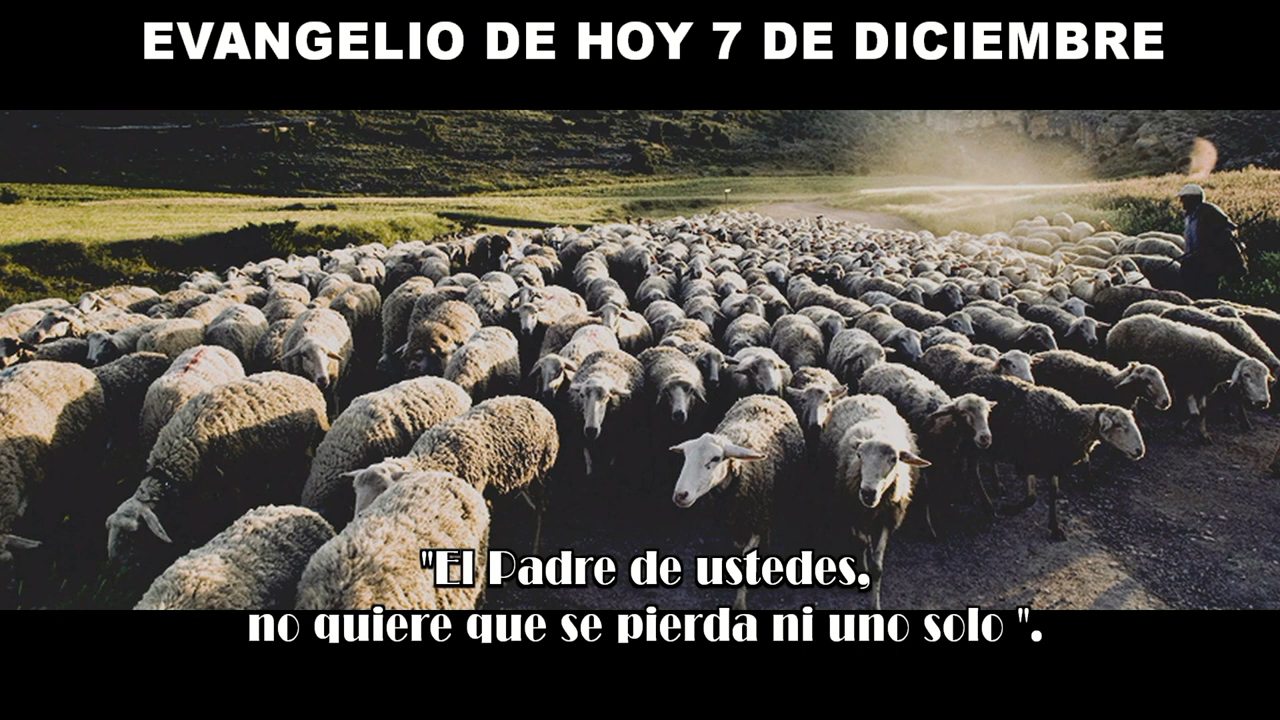 EVANGELIO DE HOY 7 DE DICIEMBRE
"El Padre de ustedes,
no quiere que se pierda ni uno solo ".